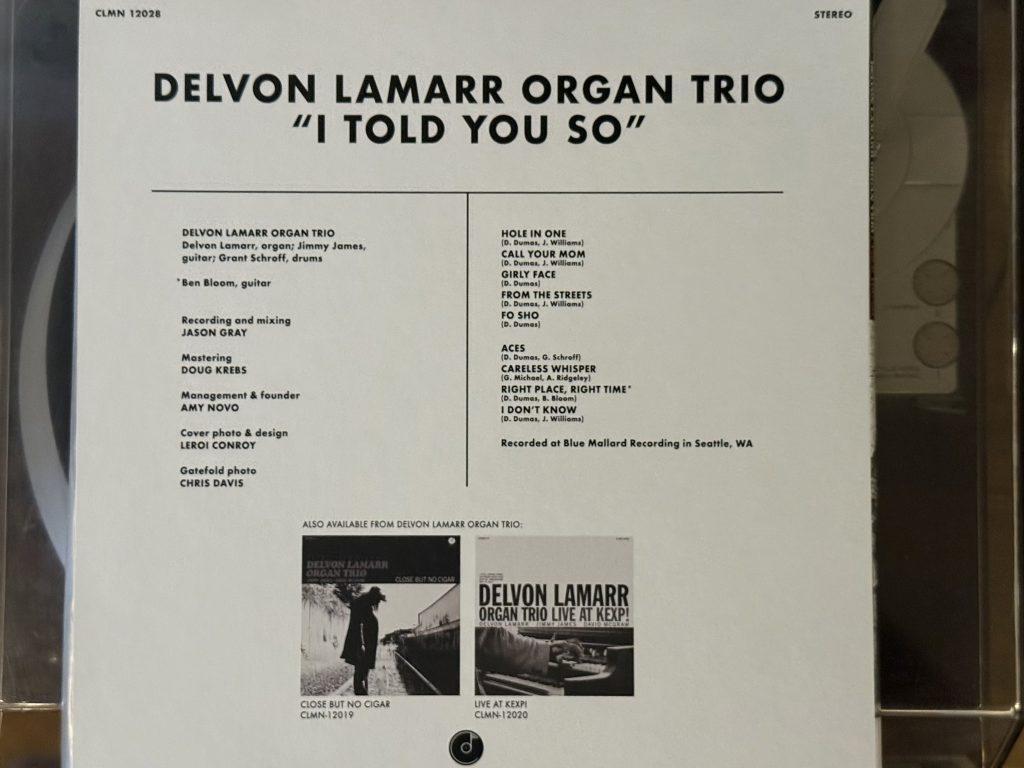 CLMN 12028
STEREO
DELVON LAMARR ORGAN TRIO
“I TOLD YOU SO”
DELVON LAMARR ORGAN TRIO
Delvon Lamarr, organ; Jimmy James,
guitar; Grant Schroff, drums
*Ben Bloom, guitar
Recording and mixing
JASON GRAY
Mastering
DOUG KREBS
Management & founder
AMY NOVO
Cover photo & design
LEROI CONROY
Gatefold photo
CHRIS DAVIS
HOLE IN ONE
(D. Dumas, J. Williams)
CALL YOUR MOM
(D. Dumas, J. Williams)
GIRLY FACE
(D. Dumas)
FROM THE STREETS
(D. Dumas, J. Williams)
FO SHO
(D. Dumas)
ACES
(D. Dumas, G. Schroff)
CARELESS WHISPER
(G. Michael, A. Ridgeley)
RIGHT PLACE, RIGHT TIME*
(D. Dumas, B. Bloom)
I DON'T KNOW
(D. Dumas, J. Williams)
Recorded at Blue Mallard Recording in Seattle, WA
ALSO AVAILABLE FROM DELVON LAMARR ORGAN TRIO:
DELVON LAMARR
ORGAN TRIO
CLOSE BUT NO CIGAR
DELVON LAMARR
ORGAN TRIO LIVE AT KEXP!
DELVON LAMARR JIMMY JAMES DAVID MCGRAW
CLOSE BUT NO CIGAR
CLMN-12019
LIVE AT KEXP!
CLMN-12020